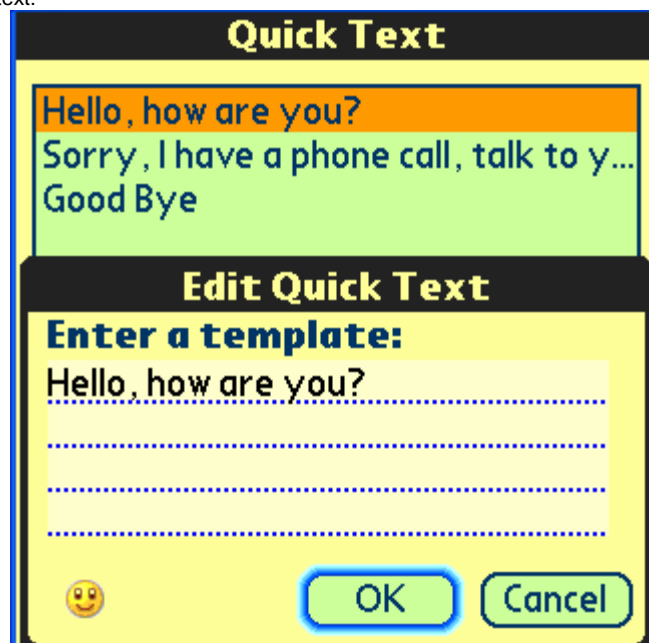 text.
Quick Text
Hello, how are you?
Sorry, I have a phone call, talk to y...
Good Bye
Edit Quick Text
Enter a template:
Hello, how are you?
OK Cancel